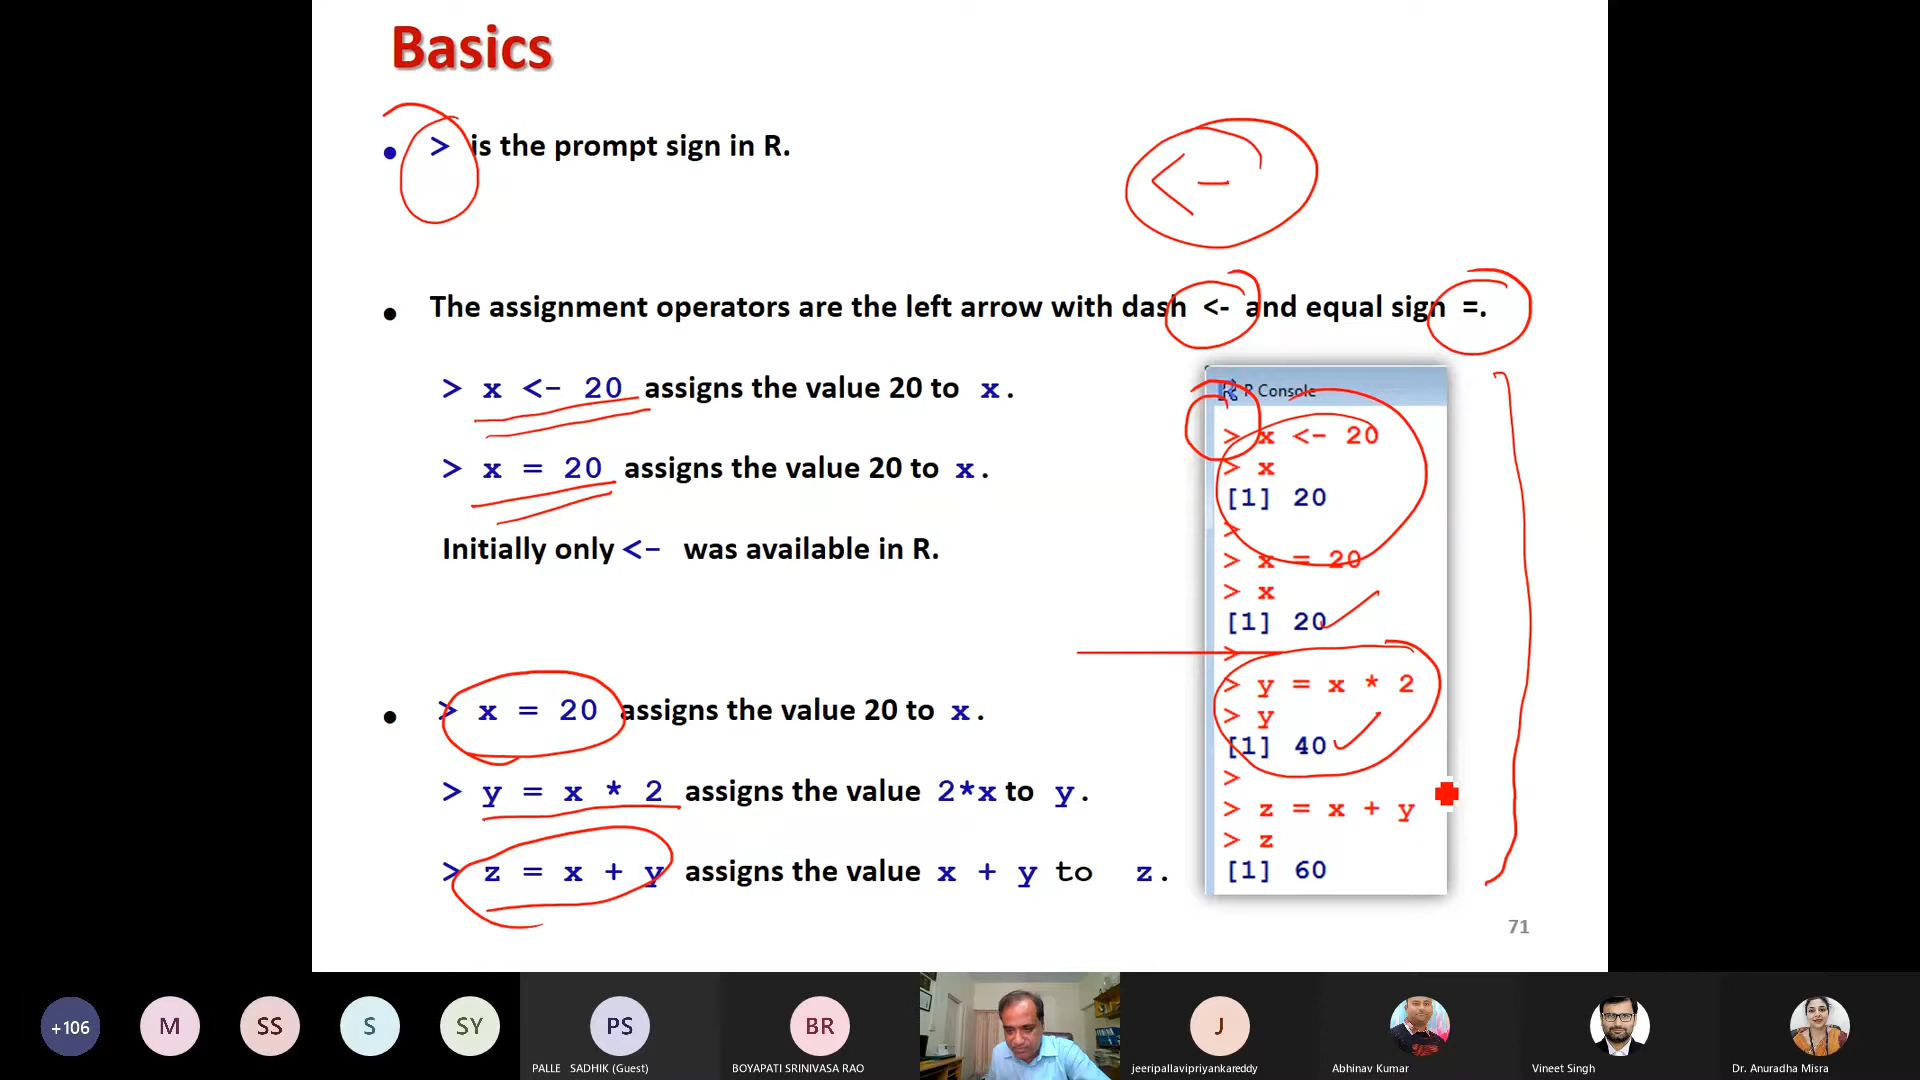 Basics
• > is the prompt sign in R.
<-
• The assignment operators are the left arrow with dash <- and equal sign =.
> x <- 20 assigns the value 20 to x.
> x = 20 assigns the value 20 to x.
Initially only <- was available in R.
• > x = 20 assigns the value 20 to x.
> y = x * 2 assigns the value 2*x to y.
> z = x + y assigns the value x + y to z.
R Console
> x <- 20
> x
[1] 20
>
> x = 20
> x
[1] 20
>
> y = x * 2
> y
[1] 40
>
> z = x + y
> z
[1] 60
71
+106
M
SS
S
SY
PS
PALLE SADHIK (Guest)
BR
BOYAPATI SRINIVASA RAO
J
jeeripallavipriyankareddy
Abhinav Kumar
Vineet Singh
Dr. Anuradha Misra